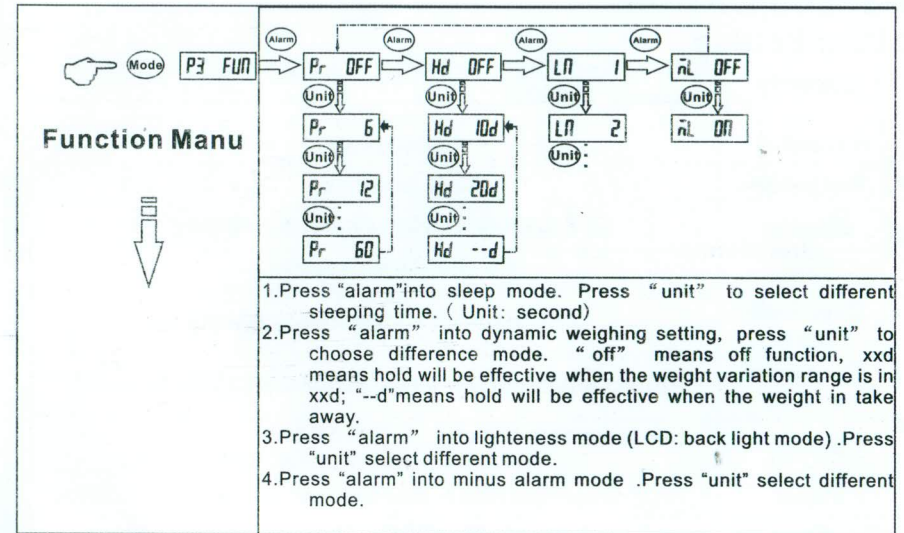 Alarm Alarm Alarm Alarm
Mode P3 FUN Pr OFF Hd OFF LN 1 nL OFF
Unit Unit Unit Unit
Function Manu Pr 6 Hd 10d LN 2 nL ON
Unit Unit Unit
Pr 12 Hd 20d
Unit Unit
Pr 60 Hd --d
1.Press "alarm"into sleep mode. Press "unit" to select different
sleeping time. ( Unit: second)
2.Press "alarm" into dynamic weighing setting, press "unit" to
choose difference mode. "off" means off function, xxd
means hold will be effective when the weight variation range is in
xxd; "--d"means hold will be effective when the weight in take
away.
3.Press "alarm" into lighteness mode (LCD: back light mode) .Press
"unit" select different mode.
4.Press "alarm" into minus alarm mode .Press "unit" select different
mode.